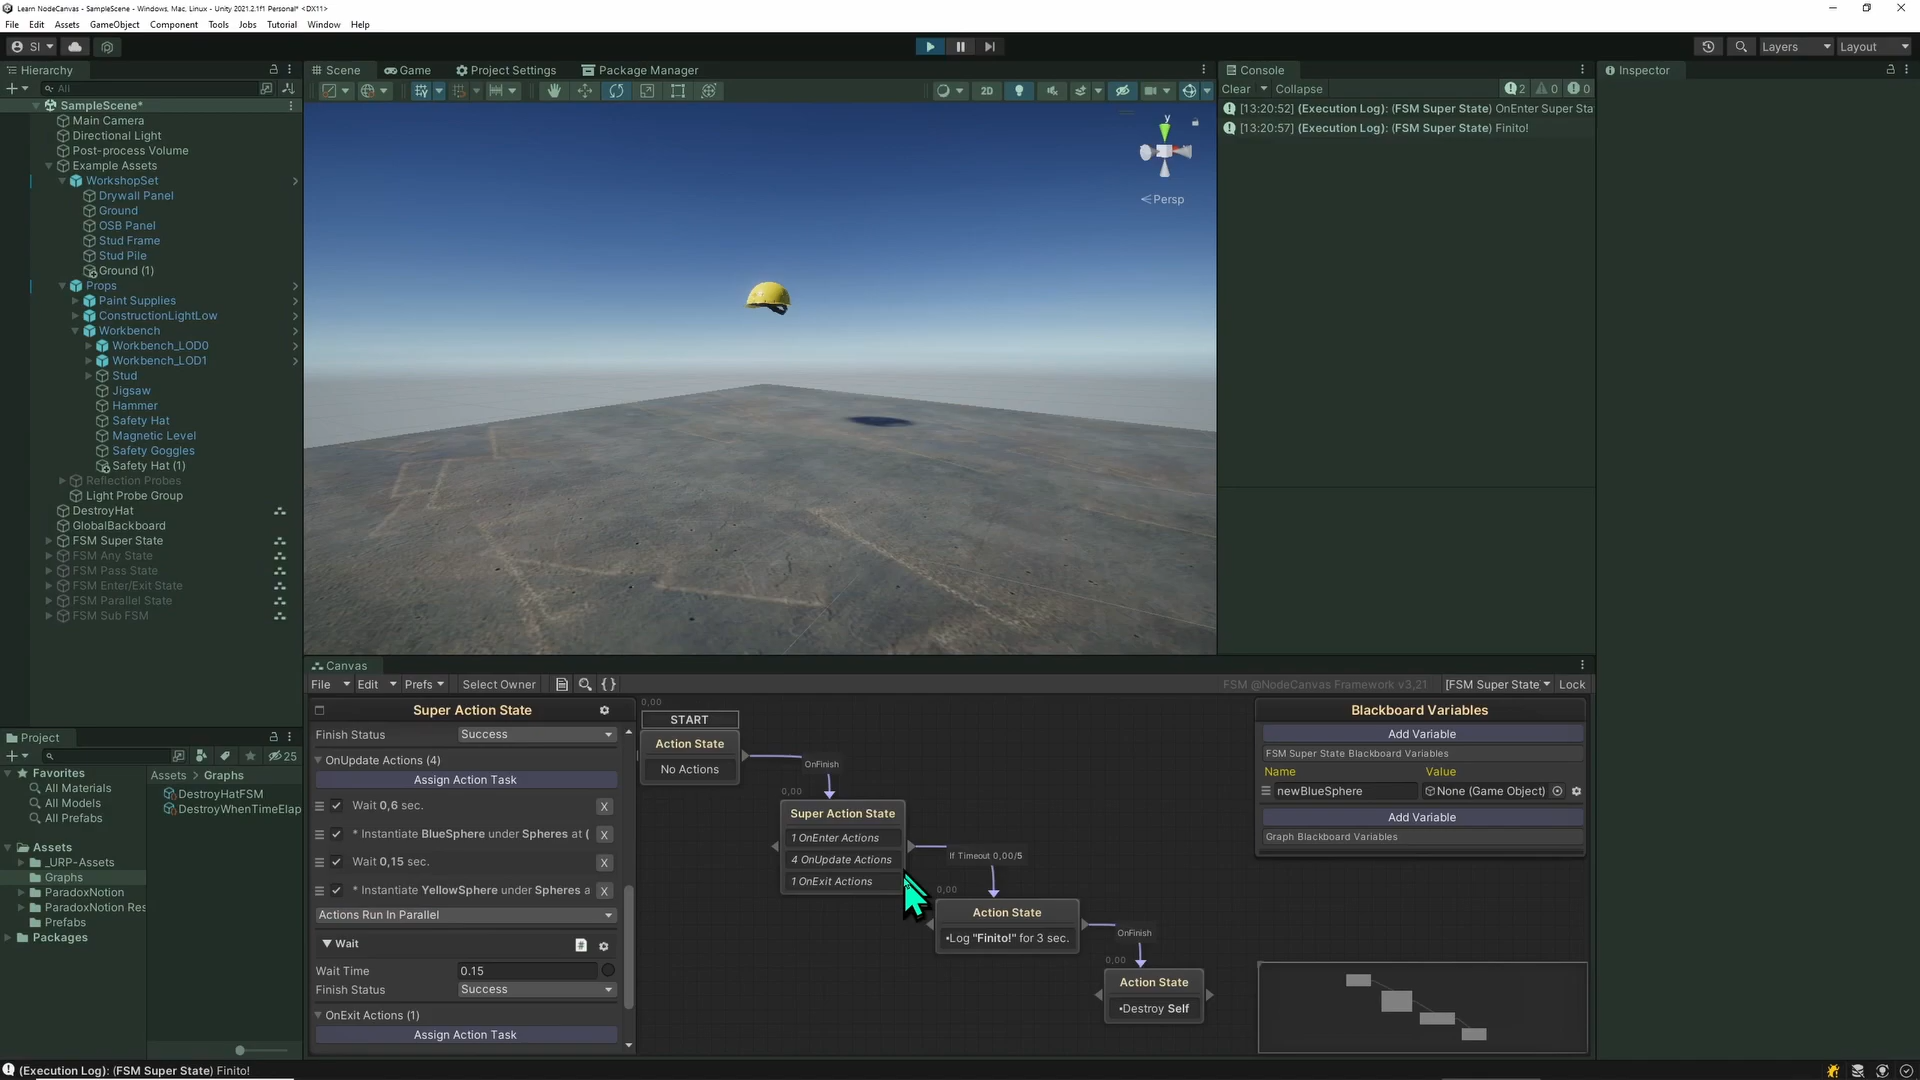 Learn NodeCanvas - SampleScene - Windows, Mac, Linux - Unity 2021.2.1f1 Personal* <DX11>
File Edit Assets GameObject Component Tools Jobs Tutorial Window Help
SI
Layers
Layout
Hierarchy
All
SampleScene*
Main Camera
Directional Light
Post-process Volume
Example Assets
WorkshopSet
Drywall Panel
Ground
OSB Panel
Stud Frame
Stud Pile
Ground (1)
Props
Paint Supplies
ConstructionLightLow
Workbench
Workbench_LOD0
Workbench_LOD1
Stud
Jigsaw
Hammer
Safety Hat
Magnetic Level
Safety Goggles
Safety Hat (1)
Reflection Probes
Light Probe Group
DestroyHat
GlobalBackboard
FSM Super State
FSM Any State
FSM Pass State
FSM Enter/Exit State
FSM Parallel State
FSM Sub FSM
Scene Game Project Settings Package Manager
2D
y
Persp
Console
Clear Collapse 2 0 0
[13:20:52] (Execution Log): (FSM Super State) OnEnter Super Sta
[13:20:57] (Execution Log): (FSM Super State) Finito!
Inspector
Project
25
Favorites
All Materials
All Models
All Prefabs
Assets
_URP-Assets
Graphs
ParadoxNotion
ParadoxNotion Res
Prefabs
Packages
Assets > Graphs
DestroyHatFSM
DestroyWhenTimeElap
Canvas
File Edit Prefs Select Owner
FSM @NodeCanvas Framework v3,21 [FSM Super State Lock
Super Action State
Finish Status Success
OnUpdate Actions (4)
Assign Action Task
Wait 0,6 sec. X
* Instantiate BlueSphere under Spheres at ( X
Wait 0,15 sec. X
* Instantiate YellowSphere under Spheres a X
Actions Run In Parallel
Wait
Wait Time 0.15
Finish Status Success
OnExit Actions (1)
Assign Action Task
0,00
START
Action State
No Actions
OnFinish
0,00
Super Action State
1 OnEnter Actions
4 OnUpdate Actions
1 OnExit Actions
If Timeout 0,00/5
0,00
Action State
•Log "Finito!" for 3 sec.
OnFinish
0,00
Action State
•Destroy Self
Blackboard Variables
Add Variable
FSM Super State Blackboard Variables
Name Value
newBlueSphere None (Game Object)
Add Variable
Graph Blackboard Variables
(Execution Log): (FSM Super State) Finito!